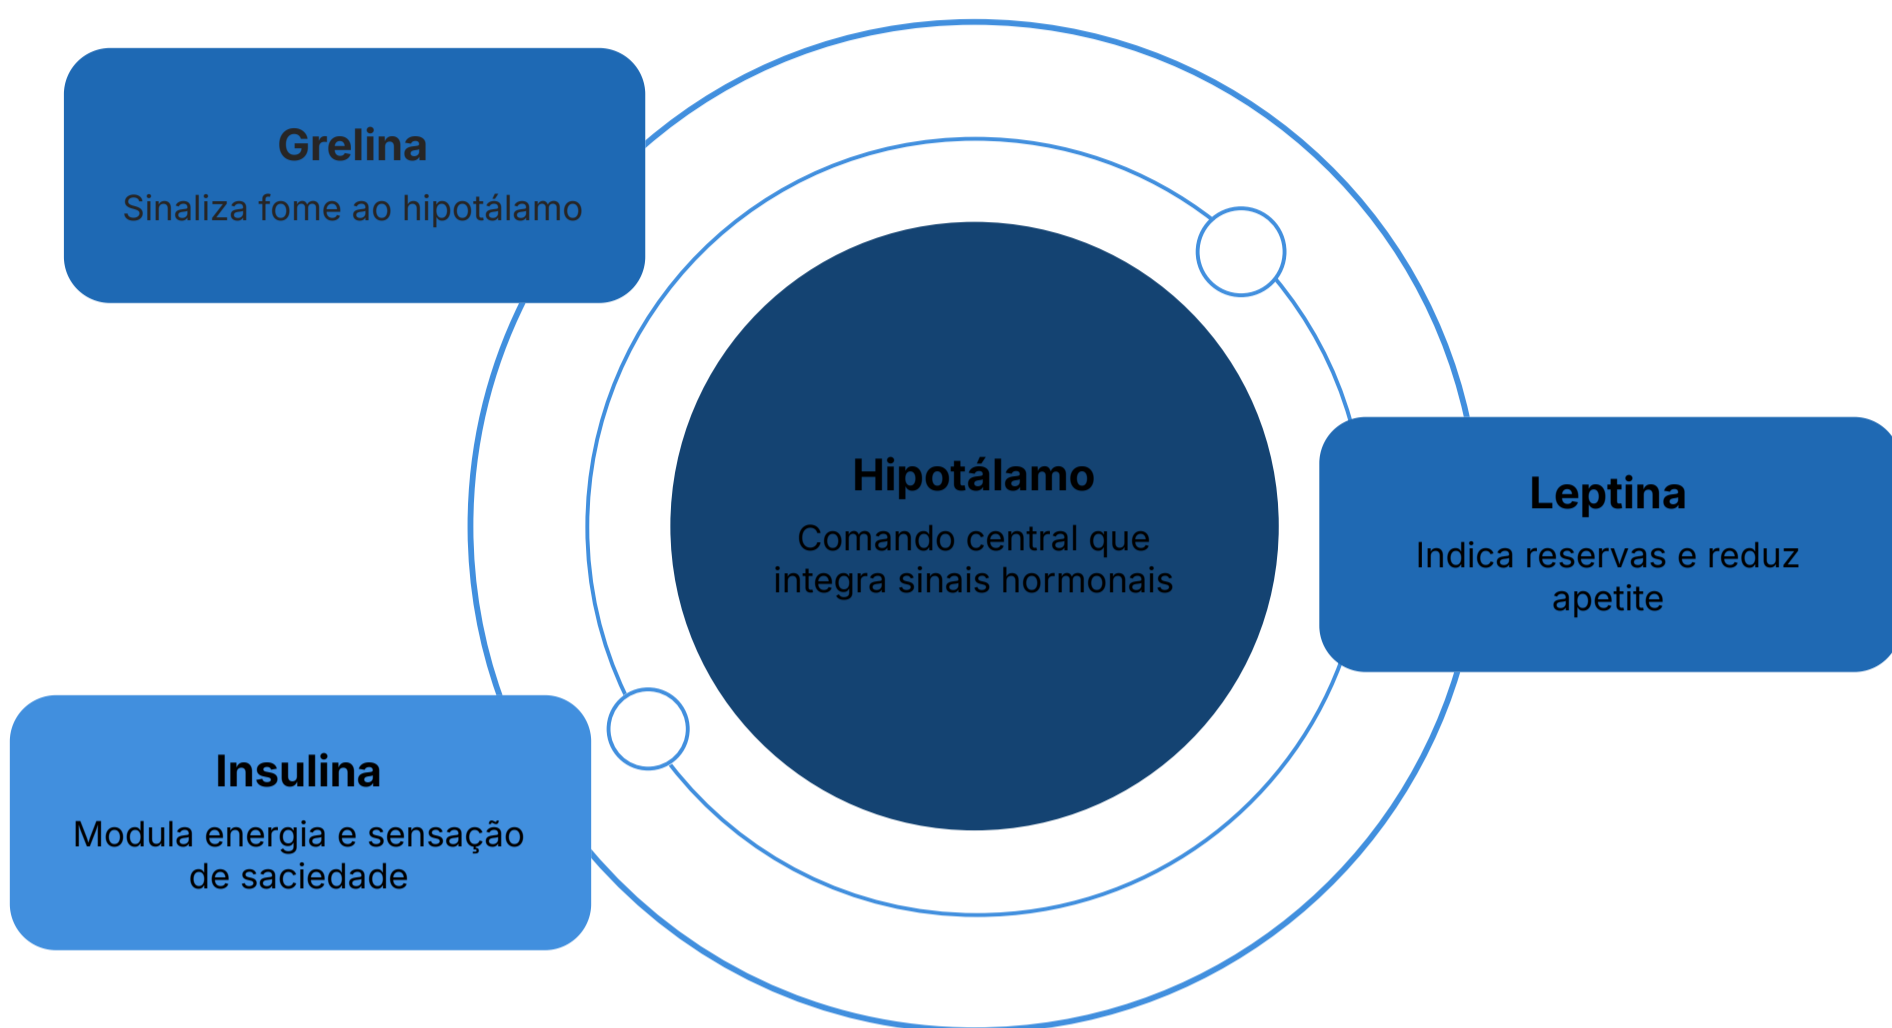 Grelina
Sinaliza fome ao hipotálamo
Hipotálamo
Comando central que
integra sinais hormonais
Leptina
Indica reservas e reduz
apetite
Insulina
Modula energia e sensação
de saciedade